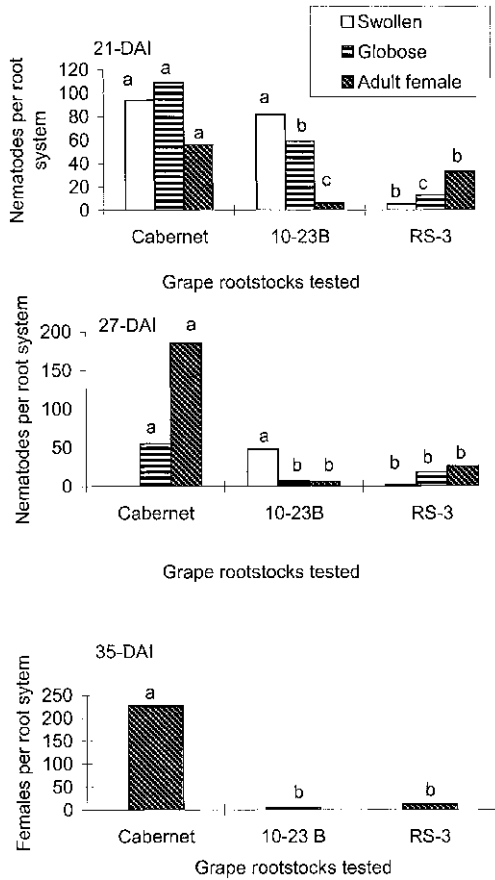 Swollen
Globose
Adult female
21-DAI
Nematodes per root
system
120
100
80
60
40
20
0
a
a
a
a
b
c
b
c
b
Cabernet
10-23B
RS-3
Grape rootstocks tested
27-DAI
Nematodes per root system
200
150
100
50
0
a
a
a
b
b
b
b
b
Cabernet
10-23B
RS-3
Grape rootstocks tested
35-DAI
Females per root sytem
250
200
150
100
50
0
a
b
b
Cabernet
10-23 B
RS-3
Grape rootstocks tested